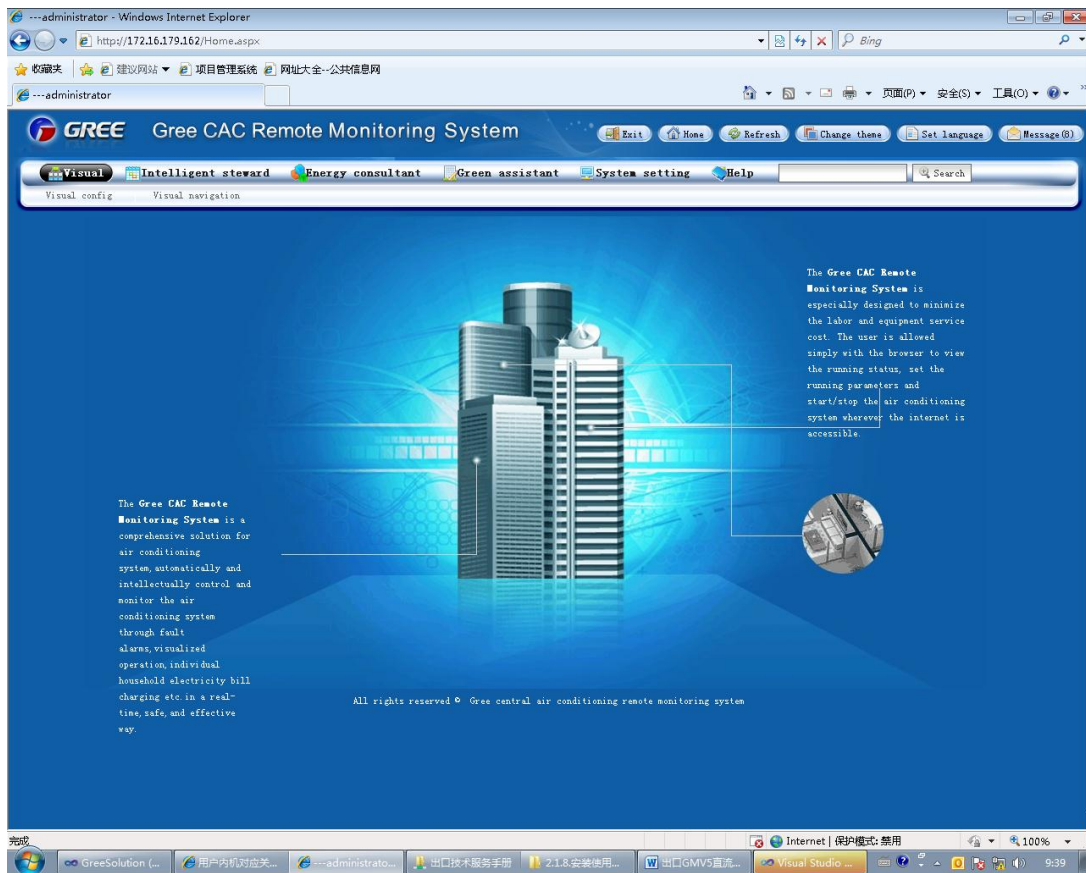 ---administrator - Windows Internet Explorer
http://172.16.179.162/Home.aspx
Bing
收藏夹 建议网站 项目管理系统 网址大全--公共信息网
---administrator
页面(P) 安全(S) 工具(O)
GREE Gree CAC Remote Monitoring System Exit Home Refresh Change theme Set language Message(8)
Visual Intelligent steward Energy consultant Green assistant System setting Help Search
Visual config Visual navigation
The Gree CAC Remote
Monitoring System is
especially designed to minimize
the labor and equipment service
cost. The user is allowed
simply with the browser to view
the running status, set the
running parameters and
start/stop the air conditioning
system wherever the internet is
accessible.
The Gree CAC Remote
Monitoring System is a
comprehensive solution for
air conditioning
system, automatically and
intellectually control and
monitor the air
conditioning system
through fault
alarms, visualized
operation, individual
household electricity bill
charging etc. in a real-
time, safe, and effective
way.
All rights reserved © Gree central air conditioning remote monitoring system
完成 Internet | 保护模式: 禁用 100%
GreeSolution (... 用户内机对应关... ---administrato... 出口技术服务手册 2.1.8.安装使用... 出口GMV5直流... Visual Studio ... 9:39